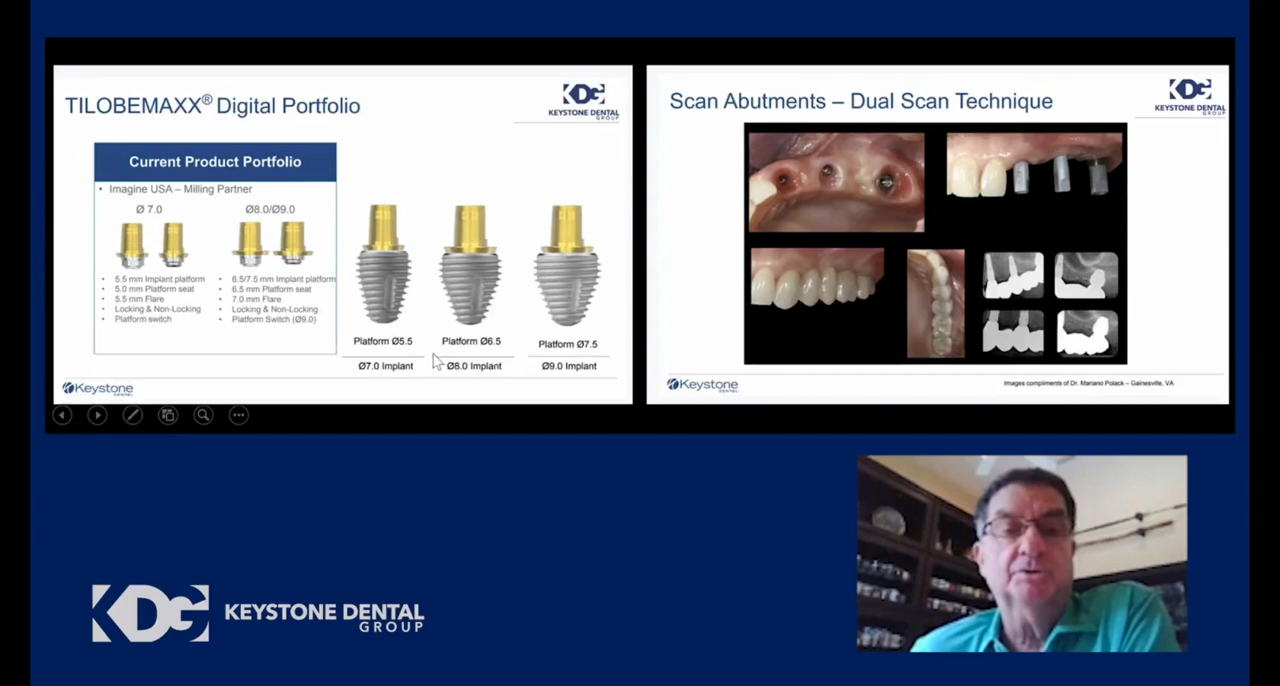 TILOBEMAXX® Digital Portfolio
KDG
KEYSTONE DENTAL
GROUP
Current Product Portfolio
• Imagine USA – Milling Partner
Ø 7.0
Ø8.0/Ø9.0
• 5.5 mm Implant platform
• 5.0 mm Platform seat
• 5.5 mm Flare
• Locking & Non-Locking
• Platform switch
• 6.5/7.5 mm Implant platform
• 6.5 mm Platform seat
• 7.0 mm Flare
• Locking & Non-Locking
• Platform Switch (Ø9.0)
Platform Ø5.5
Platform Ø6.5
Platform Ø7.5
Ø7.0 Implant
Ø8.0 Implant
Ø9.0 Implant
Keystone
DENTAL
Scan Abutments – Dual Scan Technique
KDG
KEYSTONE DENTAL
GROUP
Keystone
DENTAL
Images compliments of Dr. Mariano Polack – Gainesville, VA
KDG
KEYSTONE DENTAL
GROUP